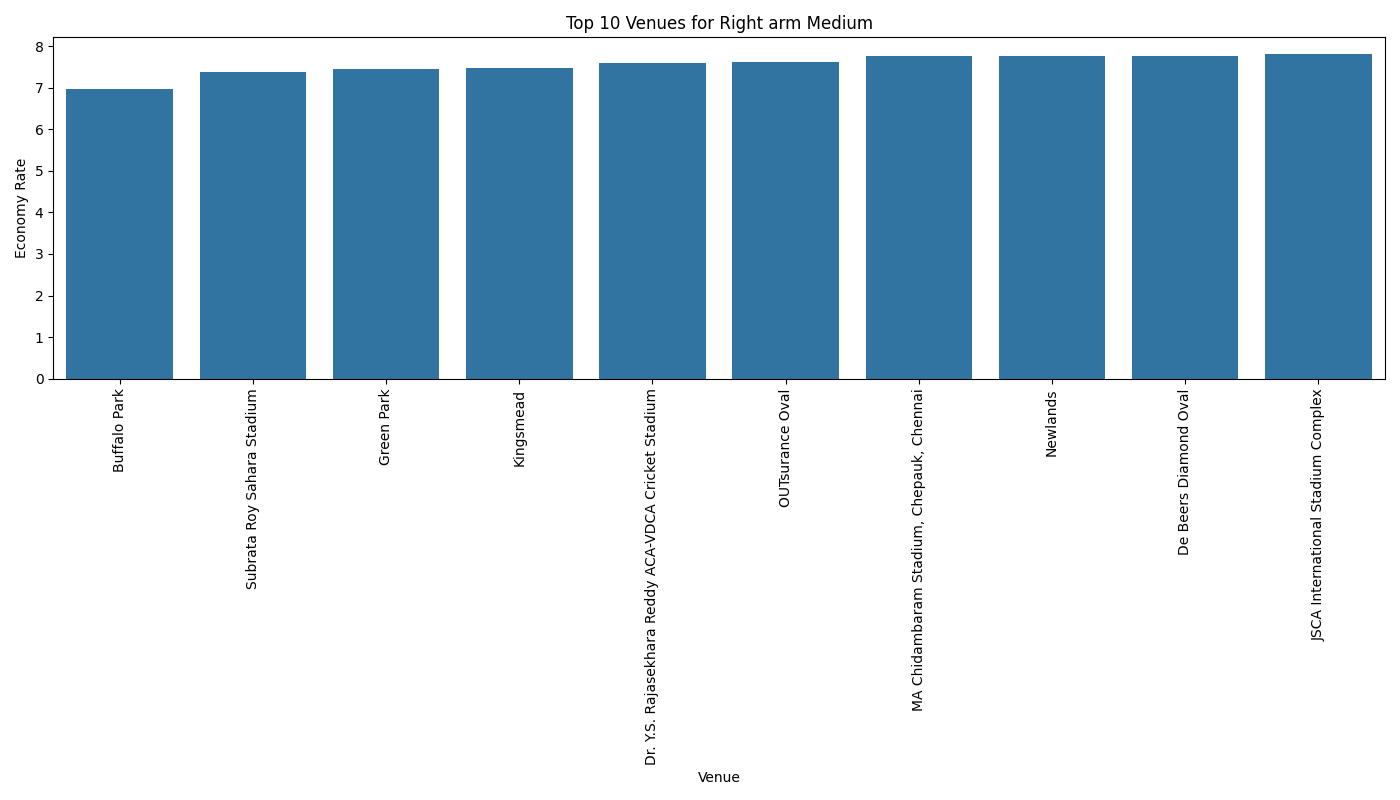 Top 10 Venues for Right arm Medium
Economy Rate
8
7
6
5
4
3
2
1
0
Buffalo Park
Subrata Roy Sahara Stadium
Green Park
Kingsmead
Dr. Y.S. Rajasekhara Reddy ACA-VDCA Cricket Stadium
OUTsurance Oval
MA Chidambaram Stadium, Chepauk, Chennai
Newlands
De Beers Diamond Oval
JSCA International Stadium Complex
Venue